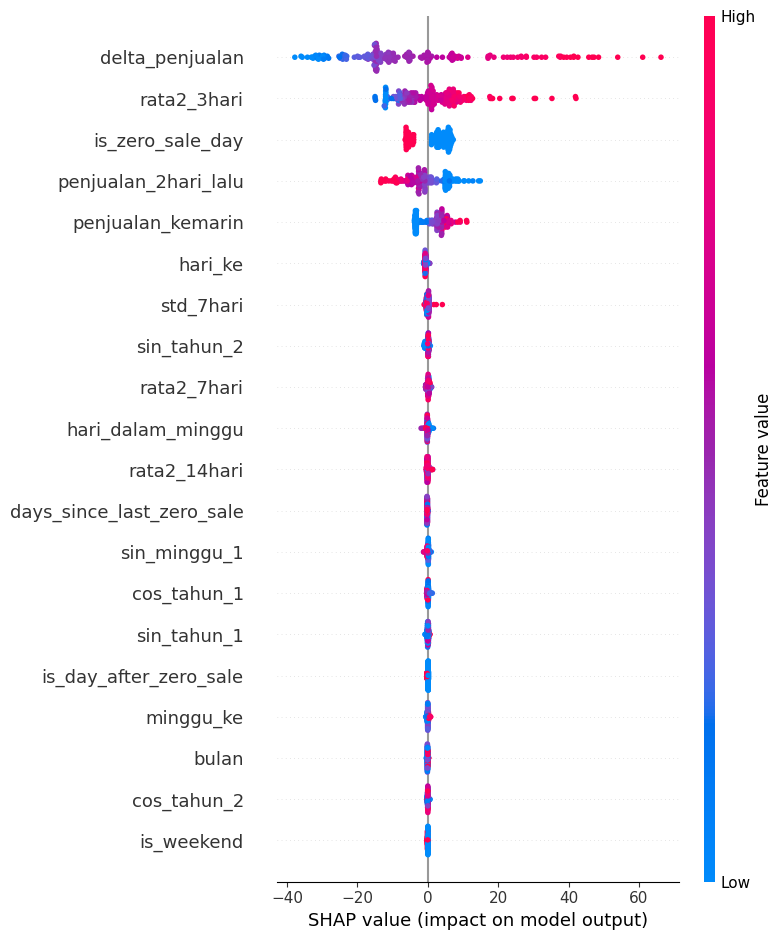 High
delta_penjualan
rata2_3hari
is_zero_sale_day
penjualan_2hari_lalu
penjualan_kemarin
hari_ke
std_7hari
sin_tahun_2
rata2_7hari
hari_dalam_minggu
rata2_14hari
days_since_last_zero_sale
sin_minggu_1
cos_tahun_1
sin_tahun_1
is_day_after_zero_sale
minggu_ke
bulan
cos_tahun_2
is_weekend
Feature value
Low
−40 −20 0 20 40 60
SHAP value (impact on model output)